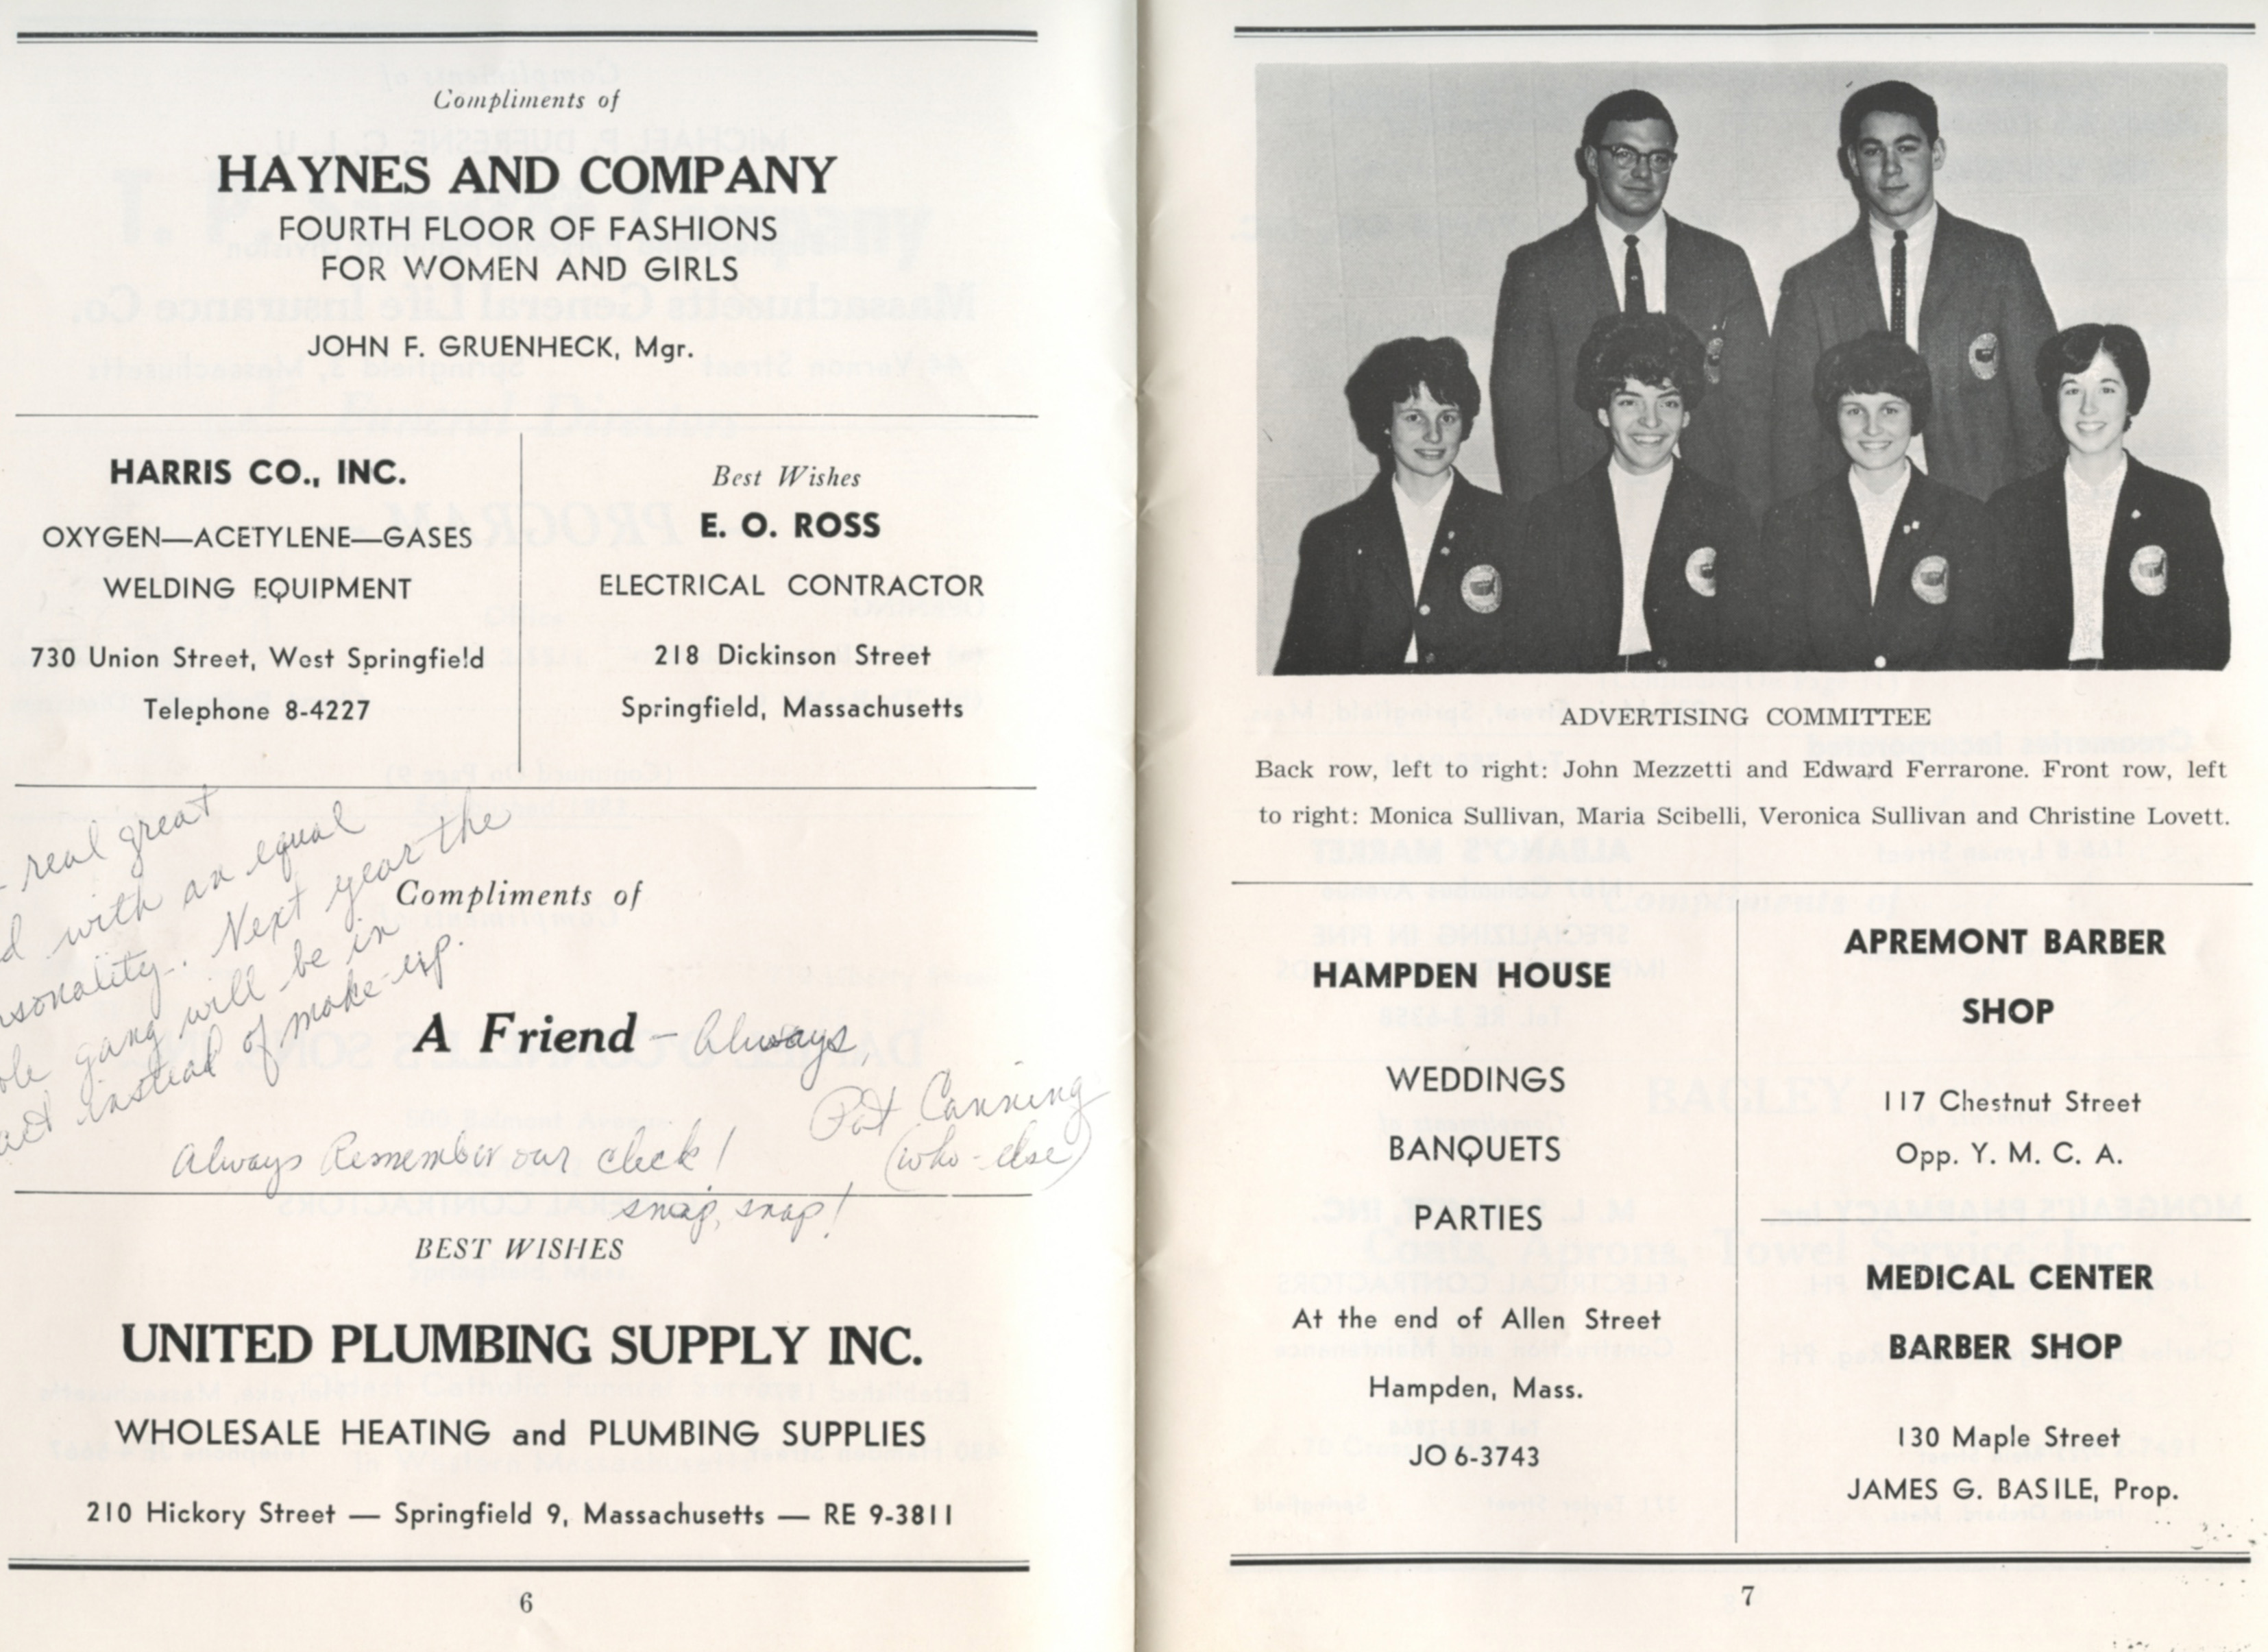 Compliments of
HAYNES AND COMPANY
FOURTH FLOOR OF FASHIONS
FOR WOMEN AND GIRLS
JOHN F. GRUENHECK, Mgr.
HARRIS CO., INC.
OXYGEN—ACETYLENE—GASES
WELDING EQUIPMENT
730 Union Street, West Springfield
Telephone 8-4227
Best Wishes
E. O. ROSS
ELECTRICAL CONTRACTOR
218 Dickinson Street
Springfield, Massachusetts
real great
with an equal
Next year the
gang will be in
instead of make-up.
Compliments of
A Friend – Always,
Pat Canning
(who-else)
Always Remember our click!
snap, snap!
BEST WISHES
UNITED PLUMBING SUPPLY INC.
WHOLESALE HEATING and PLUMBING SUPPLIES
210 Hickory Street — Springfield 9, Massachusetts — RE 9-3811
6
ADVERTISING COMMITTEE
Back row, left to right: John Mezzetti and Edward Ferrarone. Front row, left
to right: Monica Sullivan, Maria Scibelli, Veronica Sullivan and Christine Lovett.
HAMPDEN HOUSE
WEDDINGS
BANQUETS
PARTIES
At the end of Allen Street
Hampden, Mass.
JO 6-3743
APREMONT BARBER
SHOP
117 Chestnut Street
Opp. Y. M. C. A.
MEDICAL CENTER
BARBER SHOP
130 Maple Street
JAMES G. BASILE, Prop.
7